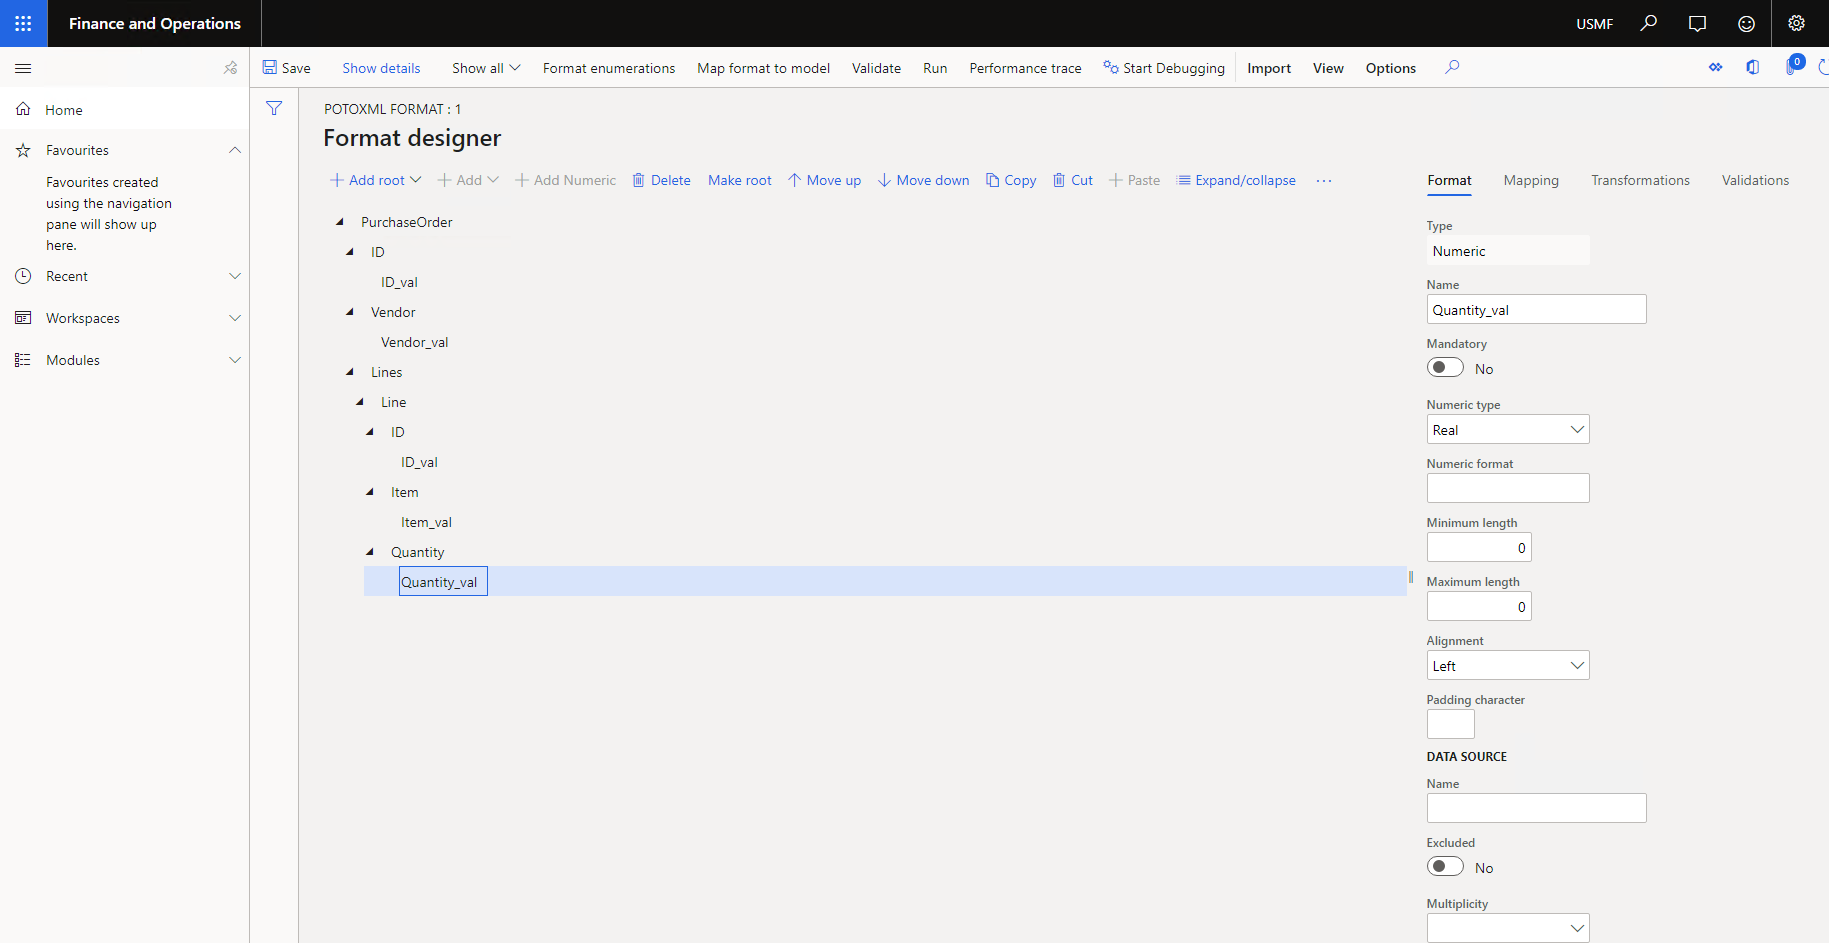 Finance and Operations
USMF
Save
Show details
Show all
Format enumerations
Map format to model
Validate
Run
Performance trace
Start Debugging
Import
View
Options
0
Home
Favourites
Favourites created
using the navigation
pane will show up
here.
Recent
Workspaces
Modules
POTOXML FORMAT : 1
Format designer
Add root
Add
Add Numeric
Delete
Make root
Move up
Move down
Copy
Cut
Paste
Expand/collapse
...
PurchaseOrder
ID
ID_val
Vendor
Vendor_val
Lines
Line
ID
ID_val
Item
Item_val
Quantity
Quantity_val
Format
Mapping
Transformations
Validations
Type
Numeric
Name
Quantity_val
Mandatory
No
Numeric type
Real
Numeric format
Minimum length
0
Maximum length
0
Alignment
Left
Padding character
DATA SOURCE
Name
Excluded
No
Multiplicity